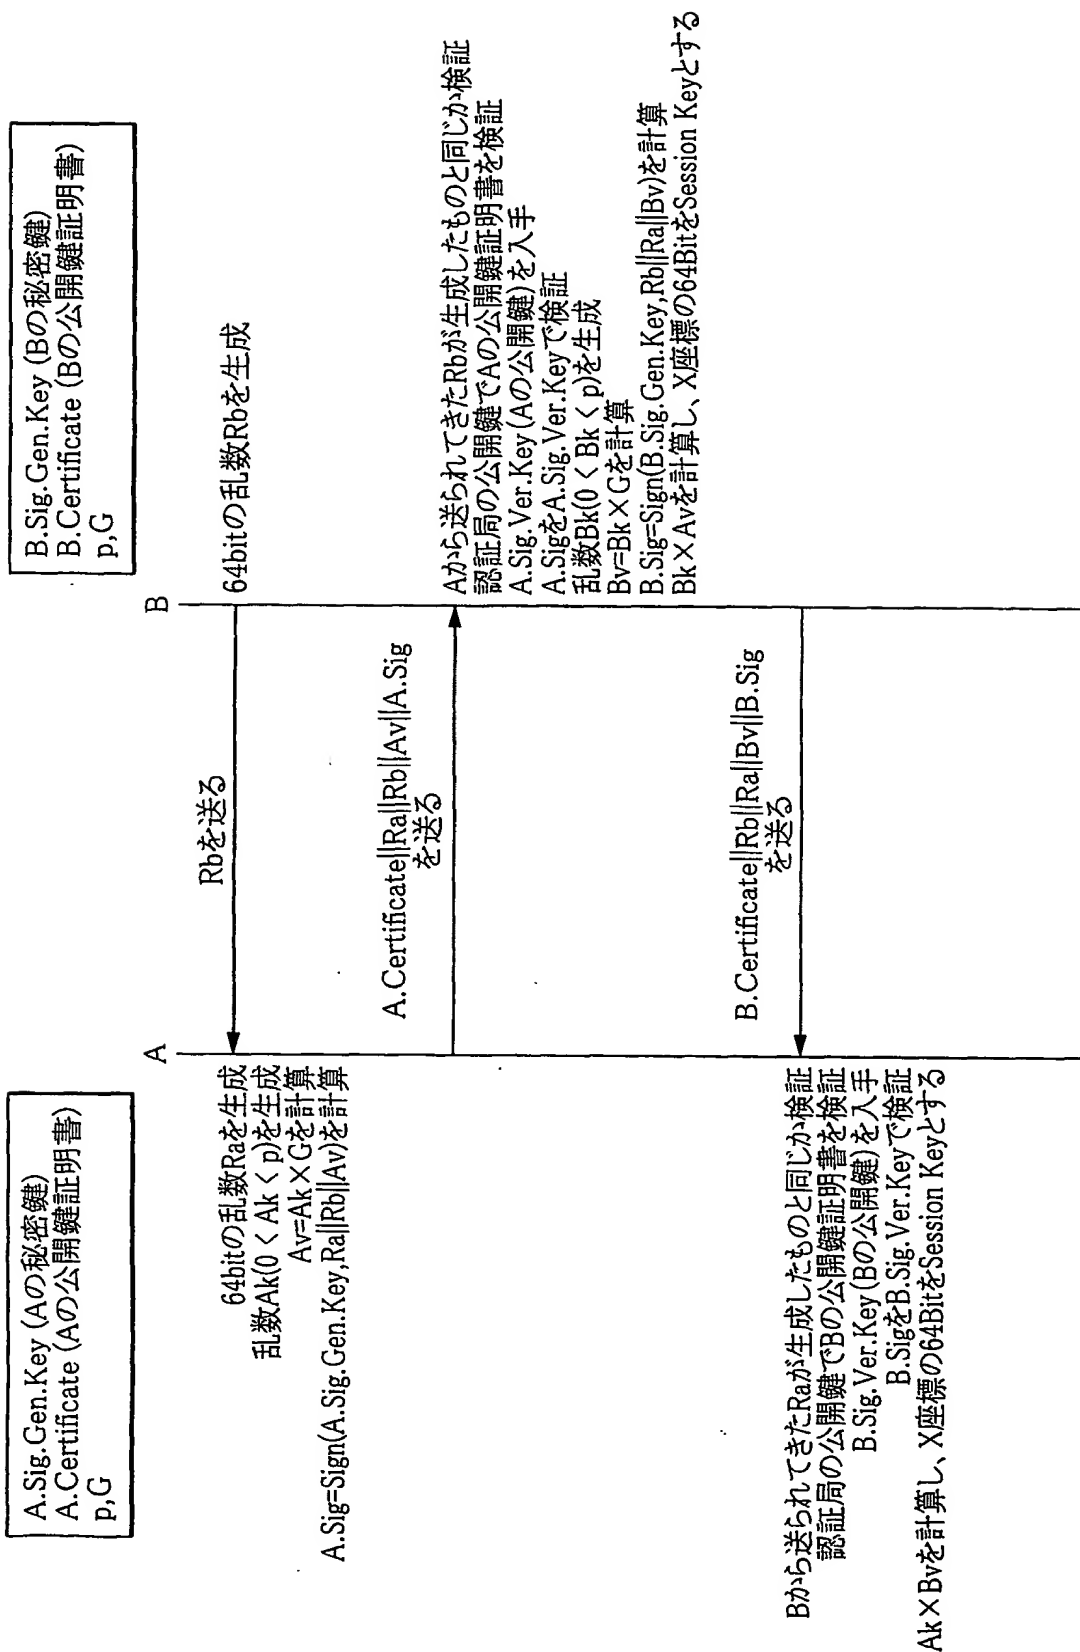 A.Sig.Gen.Key (Aの秘密鍵)
A.Certificate (Aの公開鍵証明書)
p,G
B.Sig.Gen.Key (Bの秘密鍵)
B.Certificate (Bの公開鍵証明書)
p,G
A
B
64bitの乱数Rbを生成
Rbを送る
64bitの乱数Raを生成
乱数Ak(0 < Ak < p)を生成
Av=Ak×Gを計算
A.Sig=Sign(A.Sig.Gen.Key,Ra||Rb||Av)を計算
A.Certificate||Ra||Rb||Av||A.Sig
を送る
Aから送られてきたRbが生成したものと同じか検証
認証局の公開鍵でAの公開鍵証明書を検証
A.Sig.Ver.Key(Aの公開鍵)を入手
A.SigをA.Sig.Ver.Keyで検証
乱数Bk(0 < Bk < p)を生成
Bv=Bk×Gを計算
B.Sig=Sign(B.Sig.Gen.Key,Rb||Ra||Bv)を計算
Bk×Avを計算し、X座標の64BitをSession Keyとする
B.Certificate||Rb||Ra||Bv||B.Sig
を送る
Bから送られてきたRaが生成したものと同じか検証
認証局の公開鍵でBの公開鍵証明書を検証
B.Sig.Ver.Key(Bの公開鍵)を入手
B.SigをB.Sig.Ver.Keyで検証
Ak×Bvを計算し、X座標の64BitをSession Keyとする